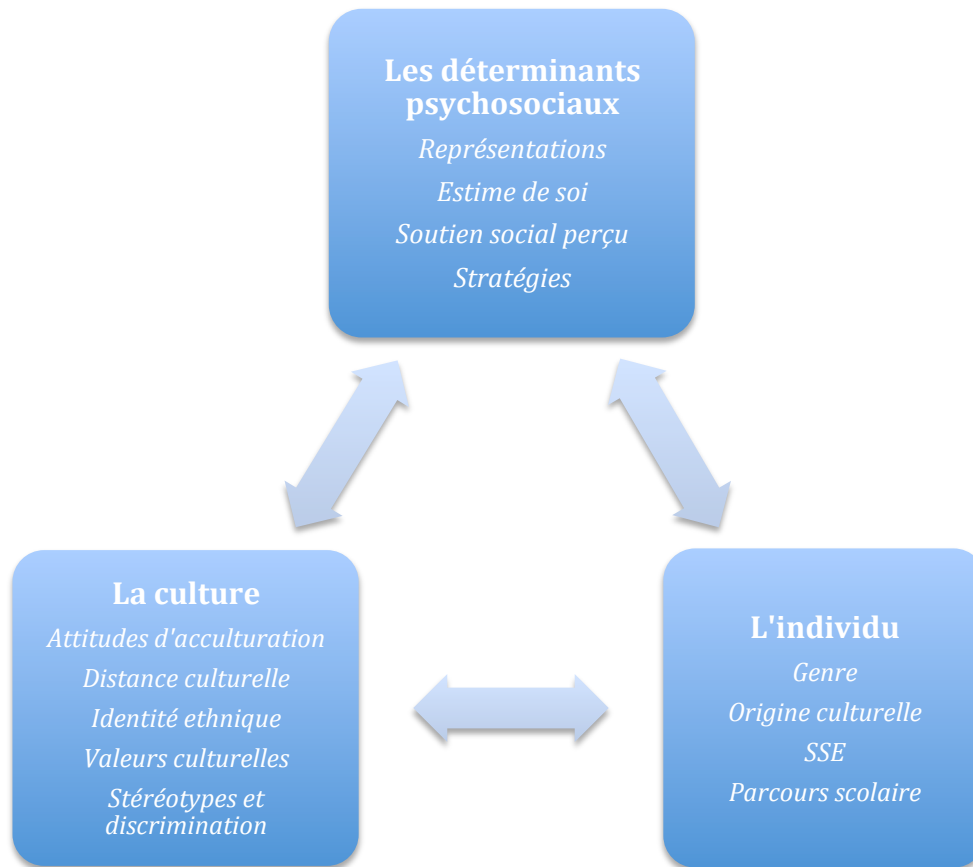 Les déterminants
psychosociaux
Représentations
Estime de soi
Soutien social perçu
Stratégies
La culture
Attitudes d'acculturation
Distance culturelle
Identité ethnique
Valeurs culturelles
Stéréotypes et
discrimination
L'individu
Genre
Origine culturelle
SSE
Parcours scolaire